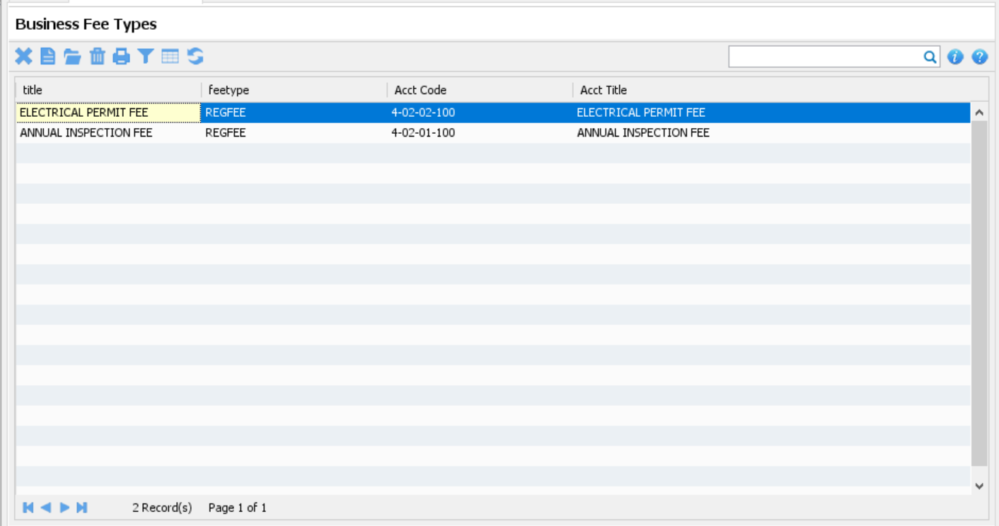 Business Fee Types
title feetype Acct Code Acct Title
ELECTRICAL PERMIT FEE REGFEE 4-02-02-100 ELECTRICAL PERMIT FEE
ANNUAL INSPECTION FEE REGFEE 4-02-01-100 ANNUAL INSPECTION FEE
2 Record(s) Page 1 of 1